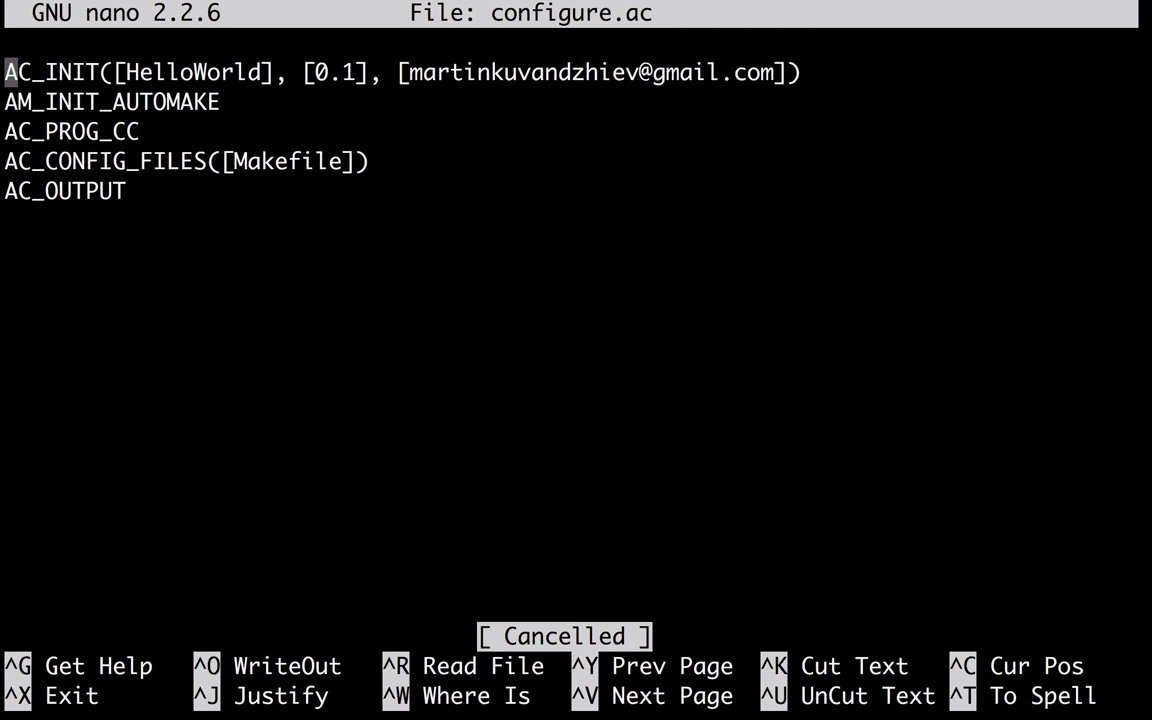 GNU nano 2.2.6 File: configure.ac
AC_INIT([HelloWorld], [0.1], [martinkuvandzhiev@gmail.com])
AM_INIT_AUTOMAKE
AC_PROG_CC
AC_CONFIG_FILES([Makefile])
AC_OUTPUT
[ Cancelled ]
^G Get Help ^O WriteOut ^R Read File ^Y Prev Page ^K Cut Text ^C Cur Pos
^X Exit ^J Justify ^W Where Is ^V Next Page ^U UnCut Text ^T To Spell